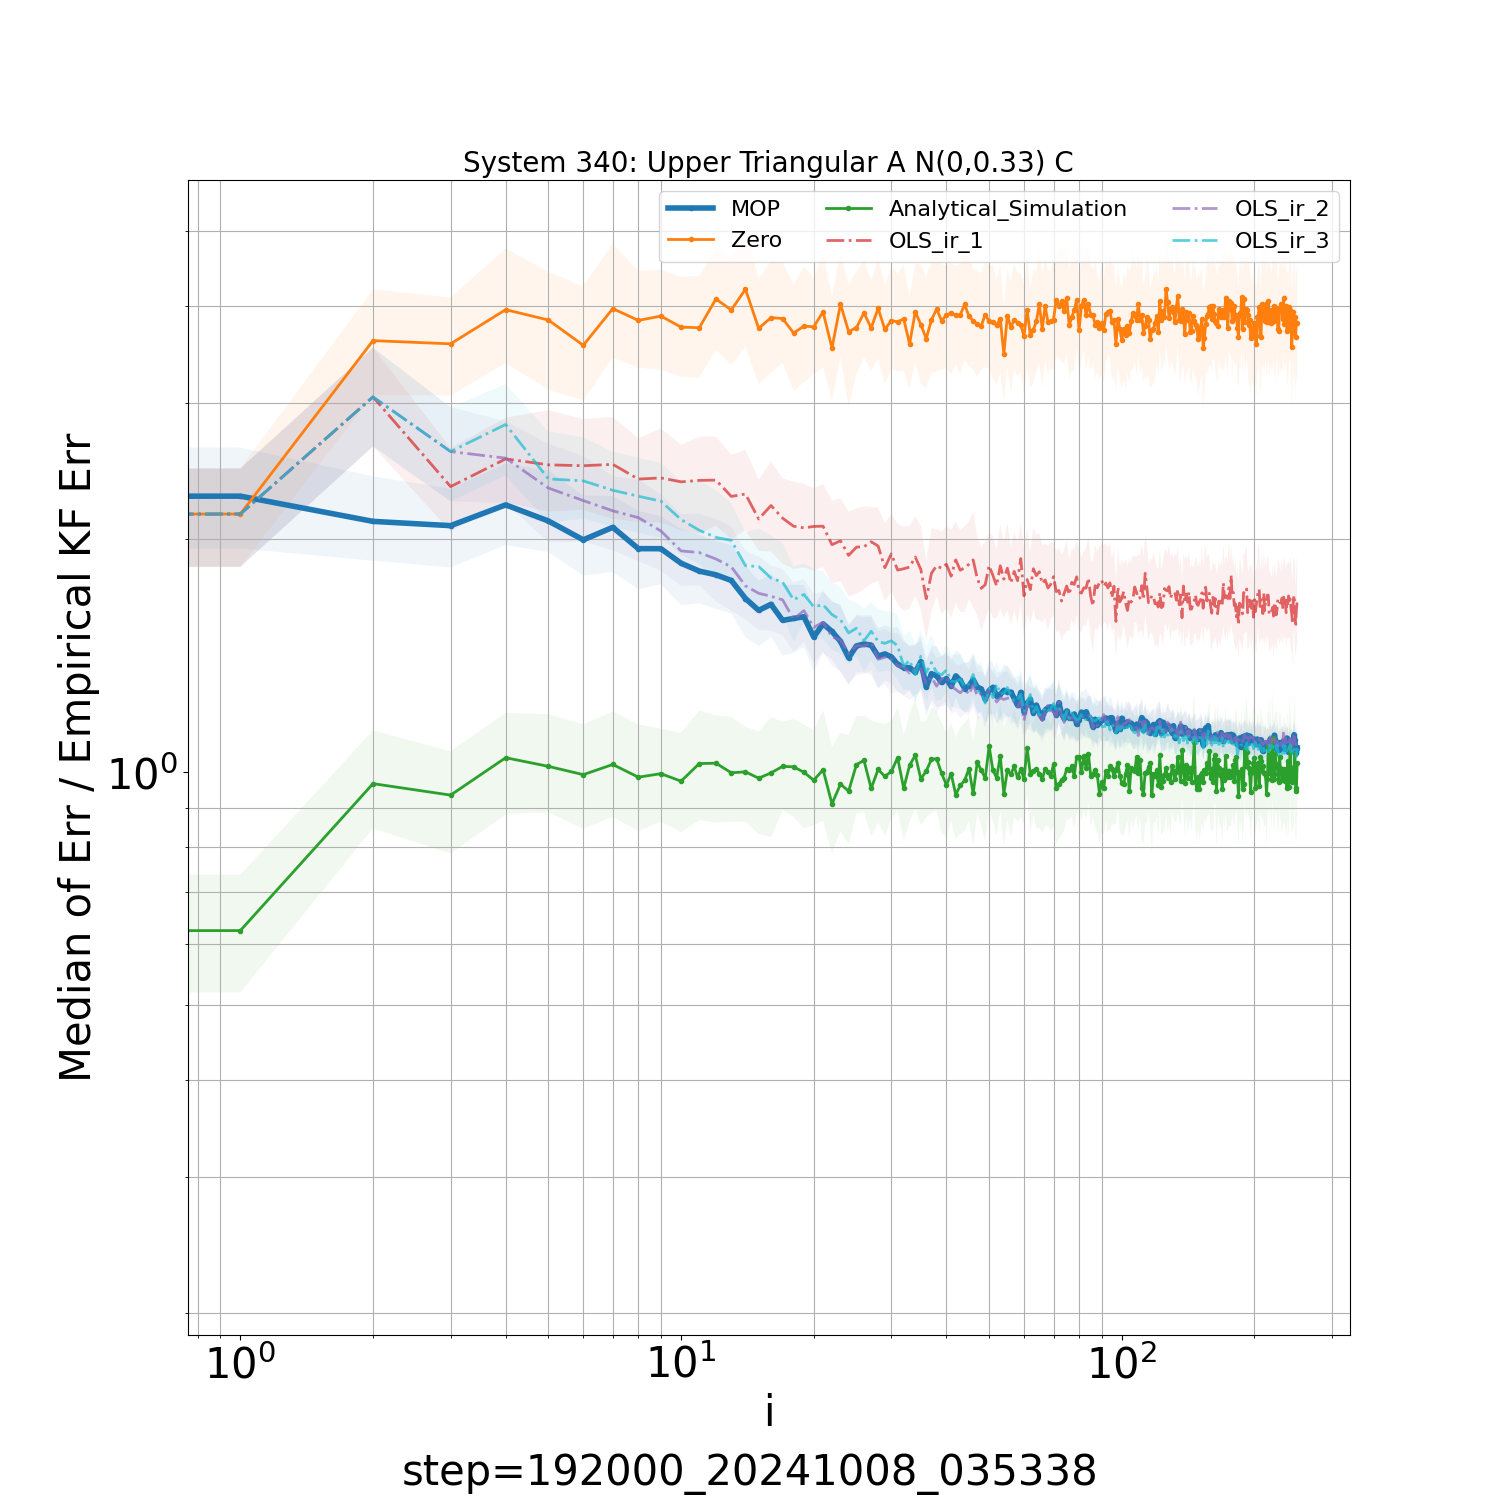 System 340: Upper Triangular A N(0,0.33) C
MOP
Zero
Analytical_Simulation
OLS_ir_1
OLS_ir_2
OLS_ir_3
Median of Err / Empirical KF Err
10⁰
10⁰ 10¹ 10²
i
step=192000_20241008_035338